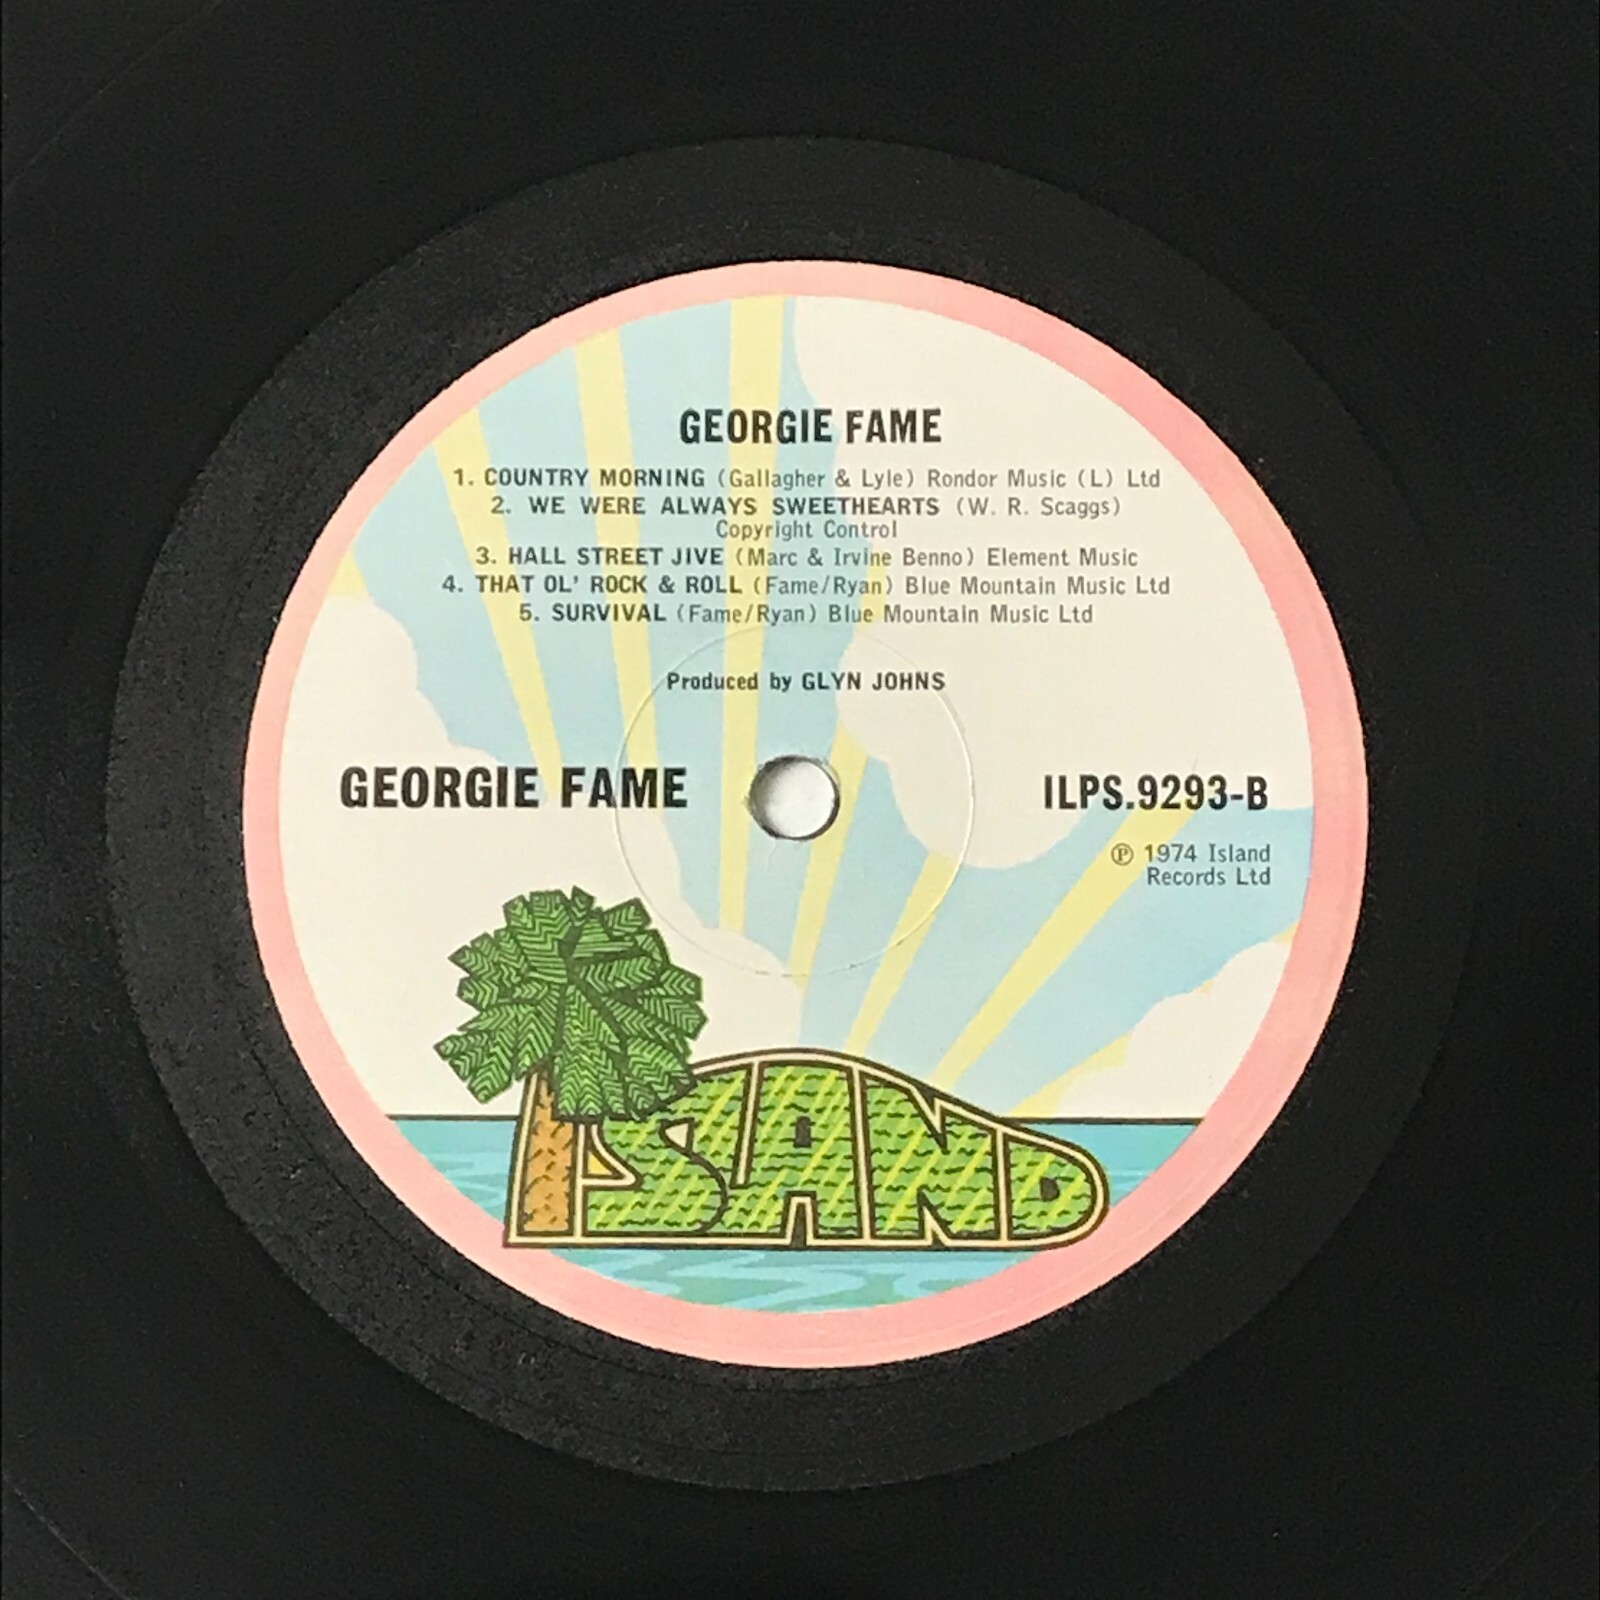 GEORGIE FAME
1. COUNTRY MORNING (Gallagher & Lyle) Rondor Music (L) Ltd
2. WE WERE ALWAYS SWEETHEARTS (W. R. Scaggs)
Copyright Control
3. HALL STREET JIVE (Marc & Irvine Benno) Element Music
4. THAT OL' ROCK & ROLL (Fame/Ryan) Blue Mountain Music Ltd
5. SURVIVAL (Fame/Ryan) Blue Mountain Music Ltd
Produced by GLYN JOHNS
GEORGIE FAME
ILPS.9293-B
℗ 1974 Island
Records Ltd
ISLAND